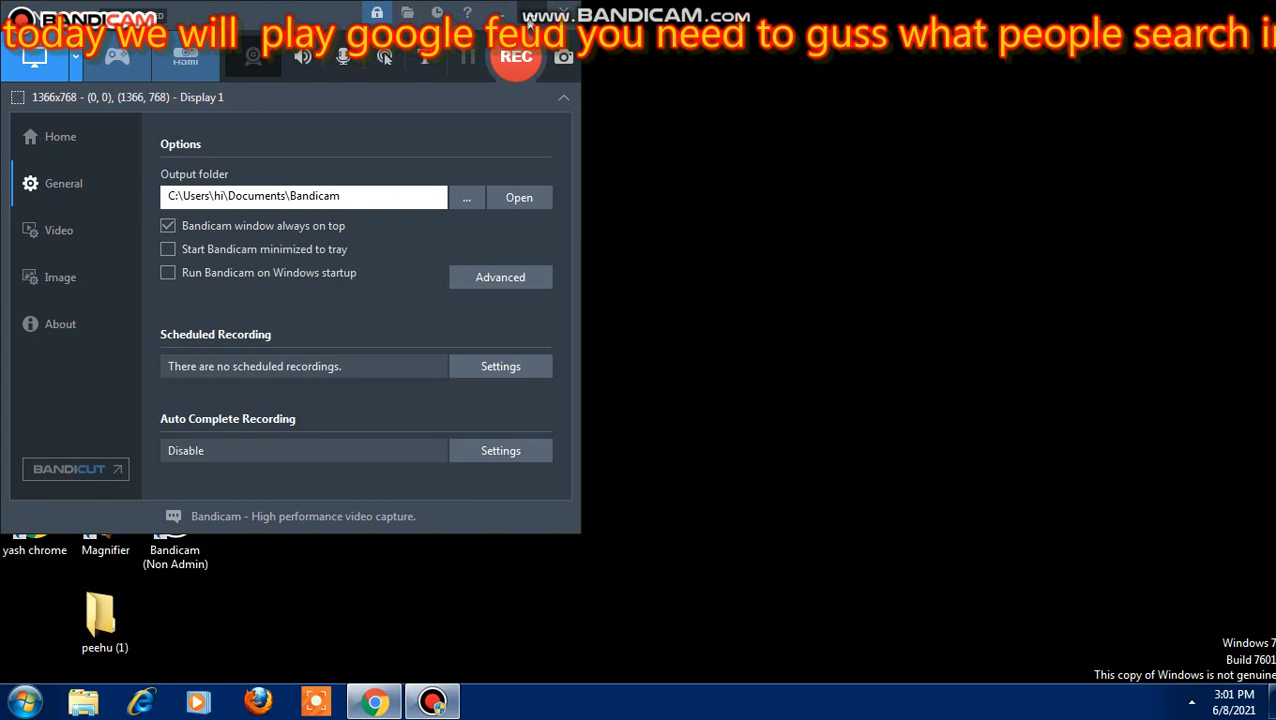 BANDICAM
www.BANDICAM.com
today we will play google feud you need to guss what people search i
HDMI
REC
1366x768 - (0, 0), (1366, 768) - Display 1
Home
General
Video
Image
About
BANDICUT
Options
Output folder
C:\Users\hi\Documents\Bandicam
...
Open
Bandicam window always on top
Start Bandicam minimized to tray
Run Bandicam on Windows startup
Advanced
Scheduled Recording
There are no scheduled recordings.
Settings
Auto Complete Recording
Disable
Settings
Bandicam - High performance video capture.
yash chrome
Magnifier
Bandicam
(Non Admin)
peehu (1)
Windows 7
Build 7601
This copy of Windows is not genuine
3:01 PM
6/8/2021